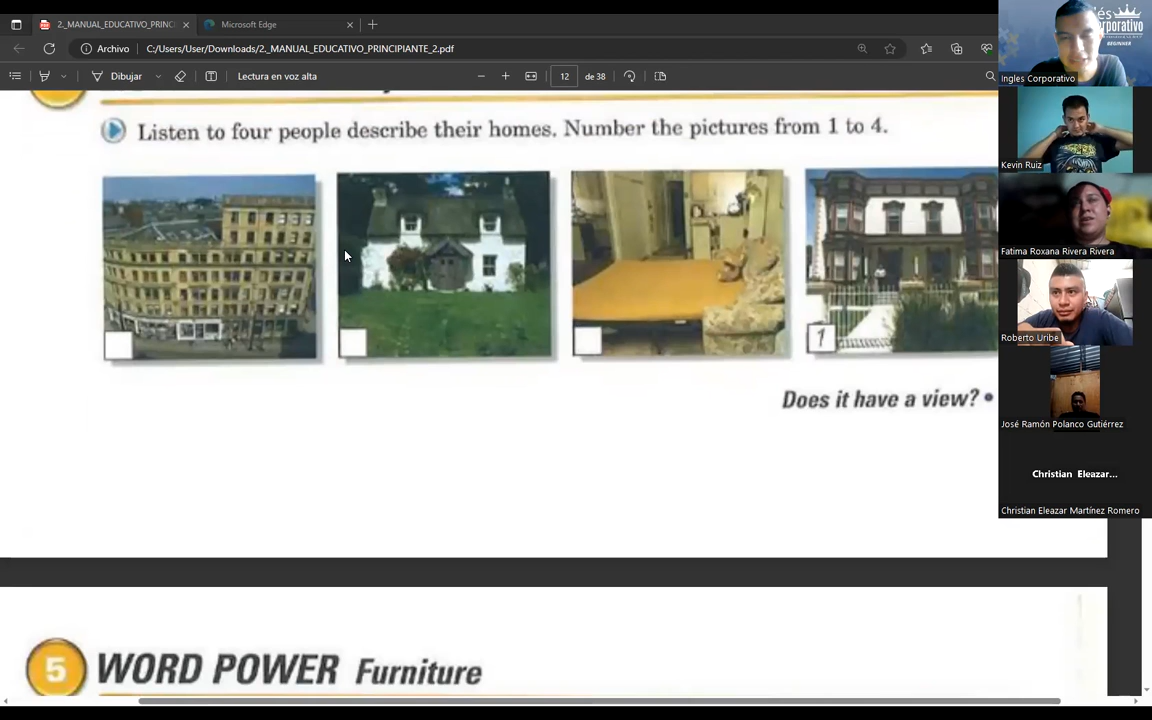 2._MANUAL_EDUCATIVO_PRINC
Microsoft Edge
Archivo
C:/Users/User/Downloads/2._MANUAL_EDUCATIVO_PRINCIPIANTE_2.pdf
Dibujar
Lectura en voz alta
12
de 38
Listen to four people describe their homes. Number the pictures from 1 to 4.
1
Does it have a view? •
5 WORD POWER Furniture
és
orporativo
BEGINNER
Ingles Corporativo
Kevin Ruiz
Fatima Roxana Rivera Rivera
Roberto Uribe
José Ramón Polanco Gutiérrez
Christian Eleazar...
Christian Eleazar Martínez Romero